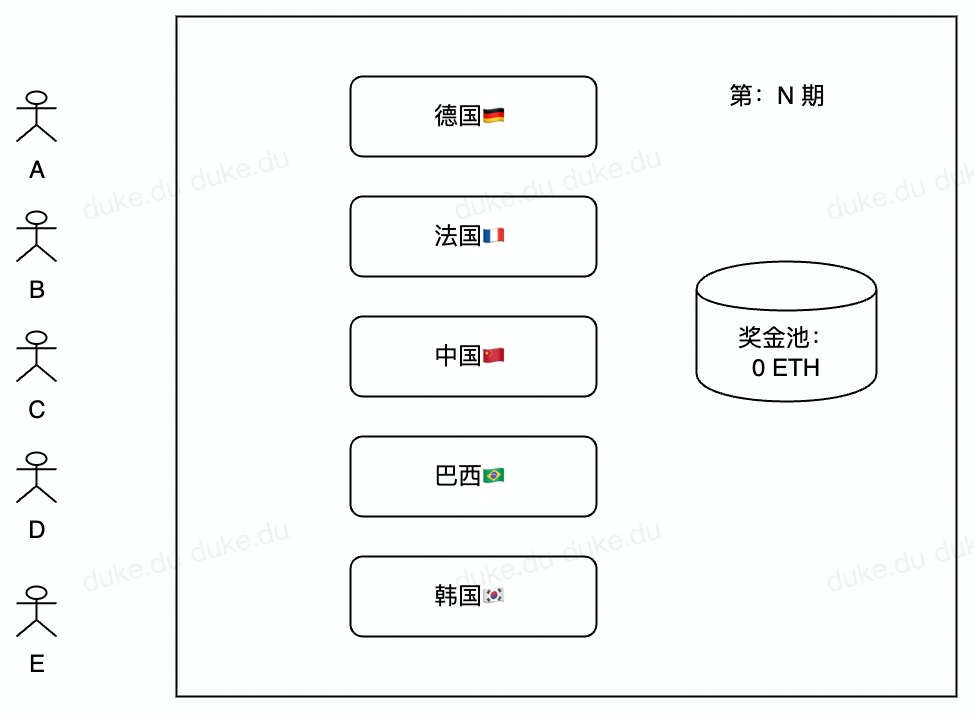 德国🇩🇪
第：N 期
A
法国🇫🇷
B
中国🇨🇳
奖金池：
0 ETH
C
巴西🇧🇷
D
韩国🇰🇷
E
duke.du duke.du
duke.du duke.du
duke.du duke.du
duke.du duke.du
duke.du duke.du
duke.du duke.du